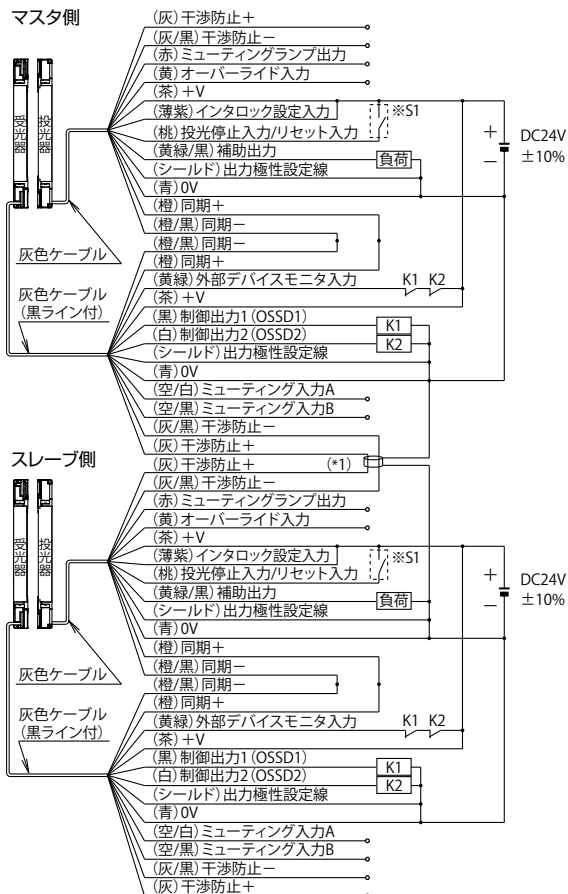 マスタ側
受光器
投光器
灰色ケーブル
灰色ケーブル
(黒ライン付)
(灰)干渉防止＋
(灰/黒)干渉防止－
(赤)ミューティングランプ出力
(黄)オーバーライド入力
(茶)+V
(薄紫)インタロック設定入力
※S1
(桃)投光停止入力/リセット入力
(黄緑/黒)補助出力
負荷
(シールド)出力極性設定線
(青)0V
＋
－
DC24V
±10%
(橙)同期＋
(橙/黒)同期－
(橙/黒)同期－
(橙)同期＋
(黄緑)外部デバイスモニタ入力
K1 K2
(茶)+V
(黒)制御出力1(OSSD1)
K1
(白)制御出力2(OSSD2)
K2
(シールド)出力極性設定線
(青)0V
(空/白)ミューティング入力A
(空/黒)ミューティング入力B
(灰/黒)干渉防止－
(灰)干渉防止＋
スレーブ側
受光器
投光器
灰色ケーブル
灰色ケーブル
(黒ライン付)
(灰)干渉防止＋
(*1)
(灰/黒)干渉防止－
(赤)ミューティングランプ出力
(黄)オーバーライド入力
(茶)+V
(薄紫)インタロック設定入力
※S1
(桃)投光停止入力/リセット入力
(黄緑/黒)補助出力
負荷
(シールド)出力極性設定線
(青)0V
＋
－
DC24V
±10%
(橙)同期＋
(橙/黒)同期－
(橙/黒)同期－
(橙)同期＋
(黄緑)外部デバイスモニタ入力
K1 K2
(茶)+V
(黒)制御出力1(OSSD1)
K1
(白)制御出力2(OSSD2)
K2
(シールド)出力極性設定線
(青)0V
(空/白)ミューティング入力A
(空/黒)ミューティング入力B
(灰/黒)干渉防止－
(灰)干渉防止＋